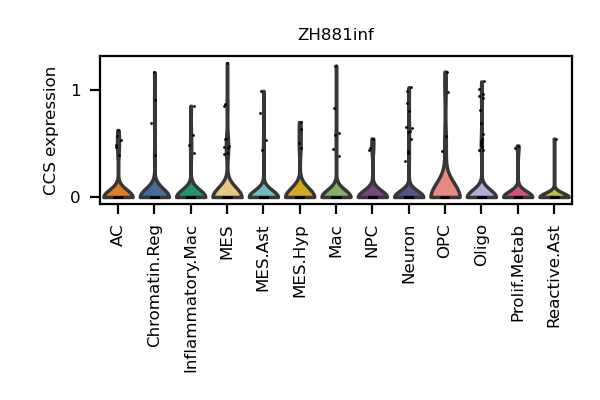 ZH881inf
CCS expression
1
0
AC
Chromatin.Reg
Inflammatory.Mac
MES
MES.Ast
MES.Hyp
Mac
NPC
Neuron
OPC
Oligo
Prolif.Metab
Reactive.Ast